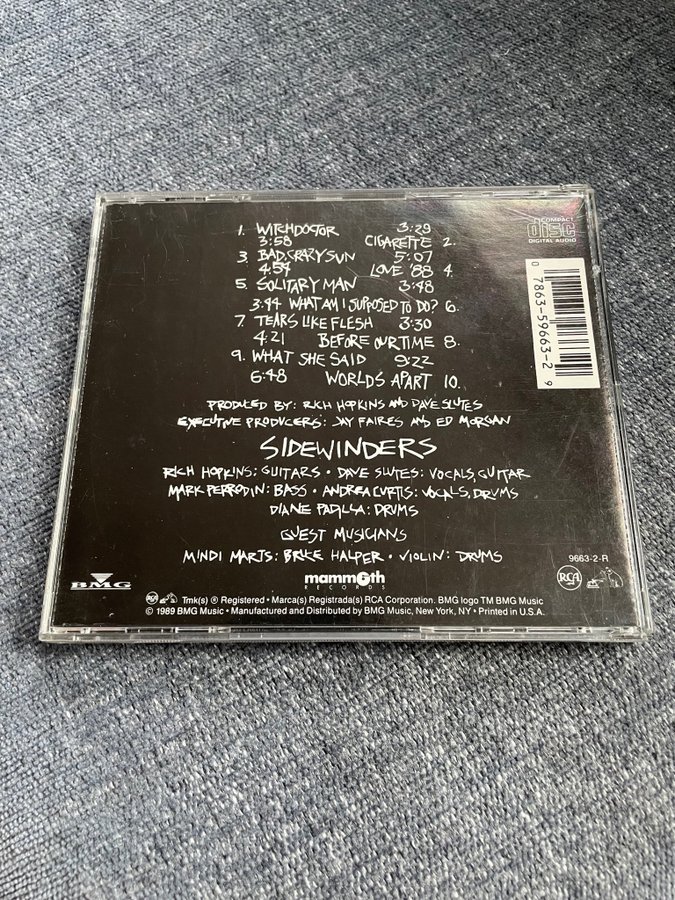 1. WITCHDOCTOR 3:29
3:58 CIGARETTE 2.
3 BAD, CRAZY SUN 5:07
4:54 LOVE '88 4.
5. SOLITARY MAN 3:48
3:44 WHAT AM I SUPPOSED TO DO? 6.
7. TEARS LIKE FLESH 3:30
4:21 BEFORE OUR TIME 8.
9. WHAT SHE SAID 9:22
6:48 WORLDS APART 10.
COMPACT
disc
DIGITAL AUDIO
0 7863-59663-2 9
PRODUCED BY: RICH HOPKINS AND DAVE SLUTES
EXECUTIVE PRODUCERS: JAY FAIRES AND ED MORGAN
SIDEWINDERS
RICH HOPKINS: GUITARS • DAVE SLUTES: VOCALS, GUITAR
MARK PERRODIN: BASS • ANDREA CURTIS: VOCALS, DRUMS
DIANE PADILLA: DRUMS
GUEST MUSICIANS
MINDI MARTS: BRUCE HALPER • VIOLIN: DRUMS
BMG
mammoth
RECORDS
9663-2-R
RCA
Tmk(s) ® Registered • Marca(s) Registrada(s) RCA Corporation. BMG logo TM BMG Music
© 1989 BMG Music • Manufactured and Distributed by BMG Music, New York, NY • Printed in U.S.A.